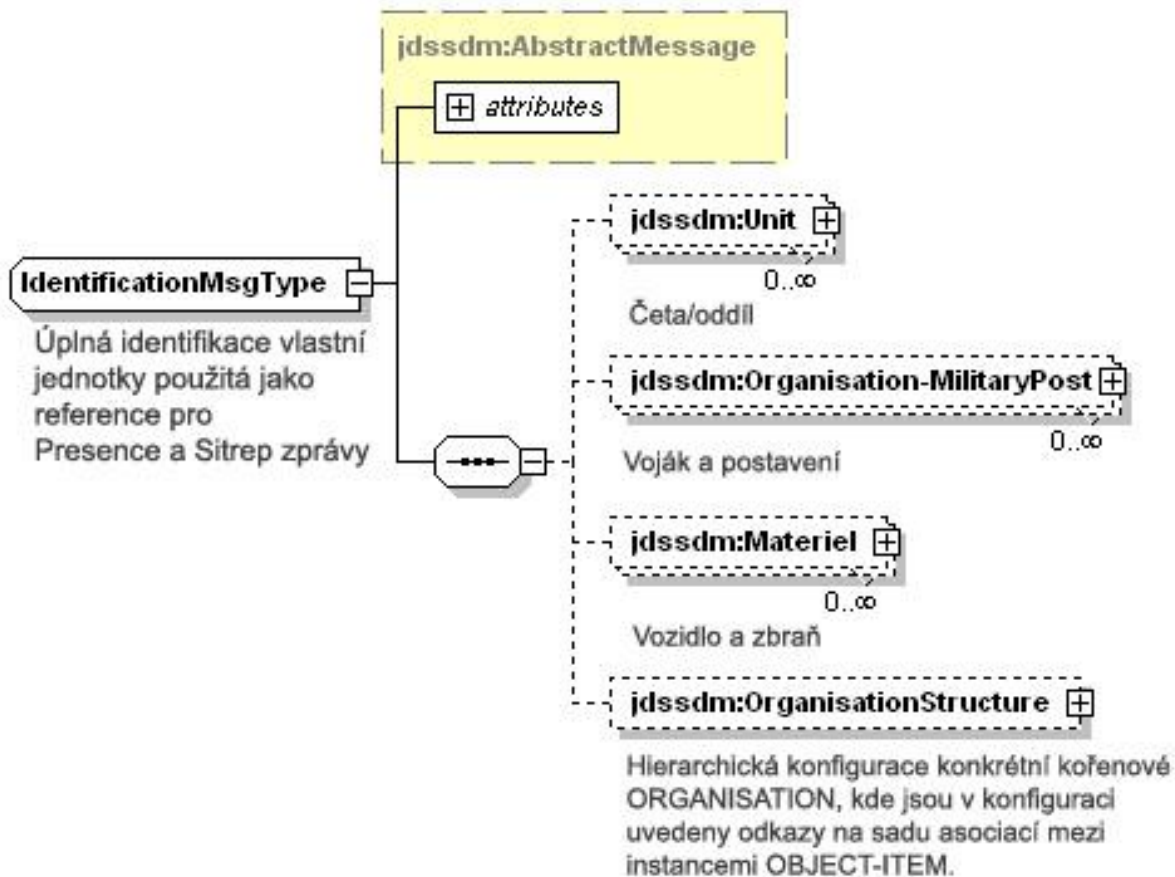 jdssdm:AbstractMessage
attributes
IdentificationMsgType
Úplná identifikace vlastní
jednotky použitá jako
reference pro
Presence a Sitrep zprávy
jdssdm:Unit
0..∞
Četa/oddíl
jdssdm:Organisation-MilitaryPost
0..∞
Voják a postavení
jdssdm:Materiel
0..∞
Vozidlo a zbraň
jdssdm:OrganisationStructure
Hierarchická konfigurace konkrétní kořenové
ORGANISATION, kde jsou v konfiguraci
uvedeny odkazy na sadu asociací mezi
instancemi OBJECT-ITEM.